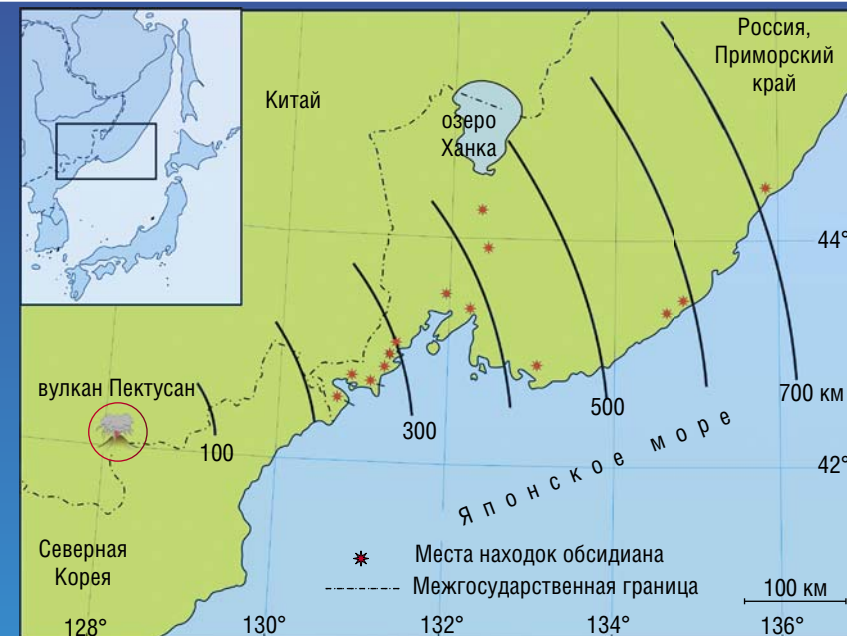 Россия,
Приморский
край
Китай
озеро
Ханка
44°
вулкан Пектусан
700 км
500
300
100
Японское море
42°
Северная
Корея
Места находок обсидиана
Межгосударственная граница
100 км
128°
130°
132°
134°
136°